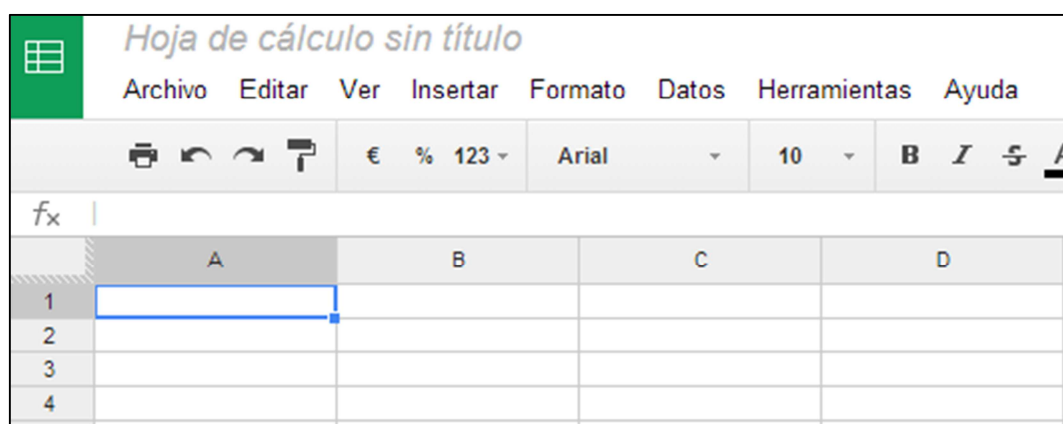 Hoja de cálculo sin título
Archivo Editar Ver Insertar Formato Datos Herramientas Ayuda
€ % 123 Arial 10 B I S A
fx
A B C D
1
2
3
4